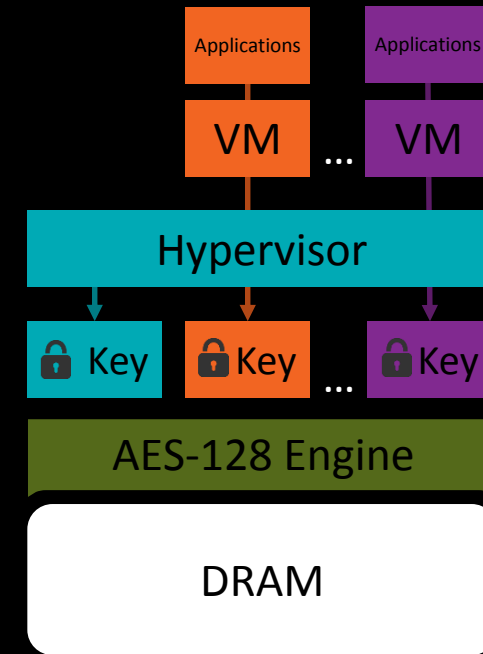 Applications Applications
VM ... VM
Hypervisor
Key Key ... Key
AES-128 Engine
DRAM